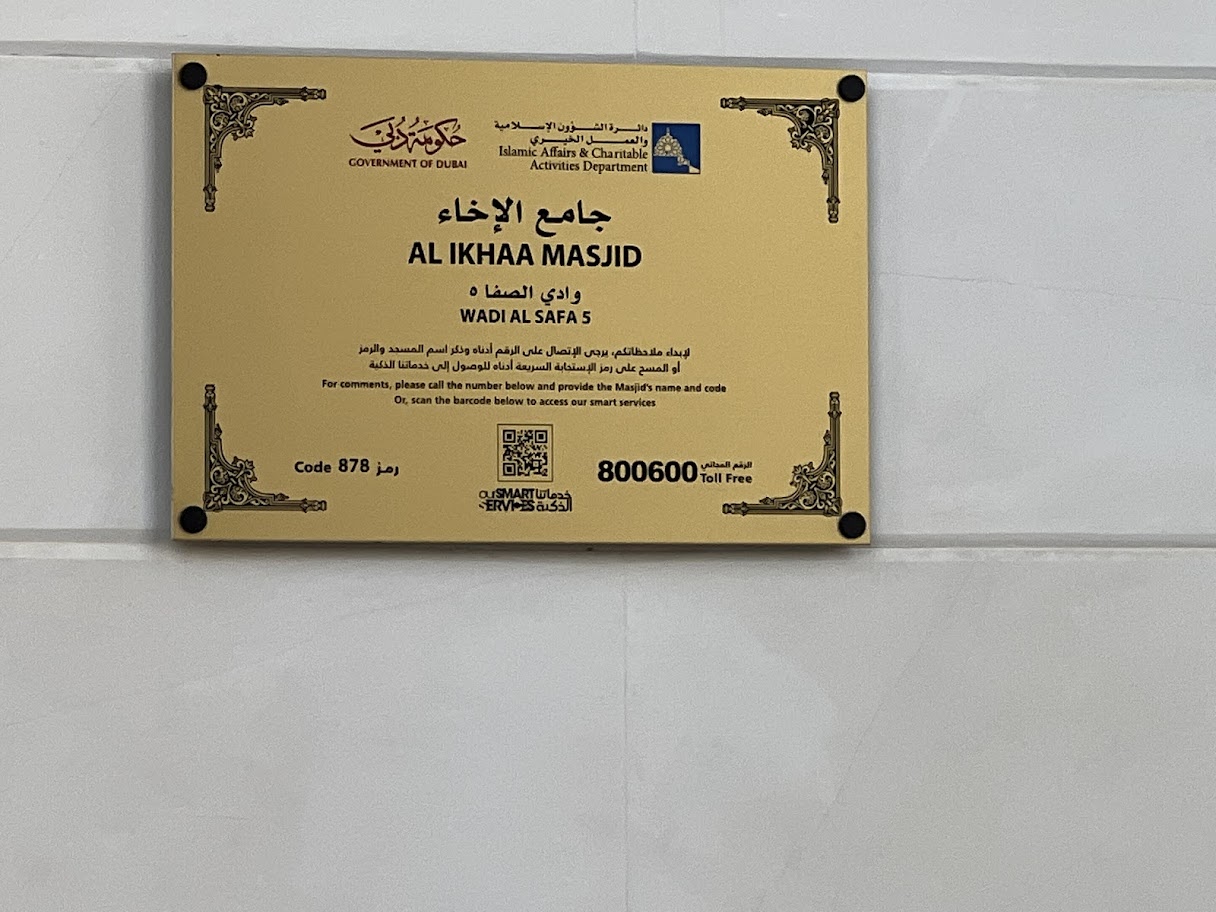 حكومة دبي
GOVERNMENT OF DUBAI
دائرة الشؤون الإسلامية
والعمل الخيري
Islamic Affairs & Charitable
Activities Department
جامع الإخاء
AL IKHAA MASJID
وادي الصفا ٥
WADI AL SAFA 5
لإبداء ملاحظاتكم، يرجى الإتصال على الرقم أدناه وذكر اسم المسجد والرمز
أو المسح على رمز الإستجابة السريعة أدناه للوصول إلى خدماتنا الذكية
For comments, please call the number below and provide the Masjid's name and code
Or, scan the barcode below to access our smart services
Code 878 رمز
800600
الرقم المجاني
Toll Free
ourSMART خدماتنا
SERVICES الذكية